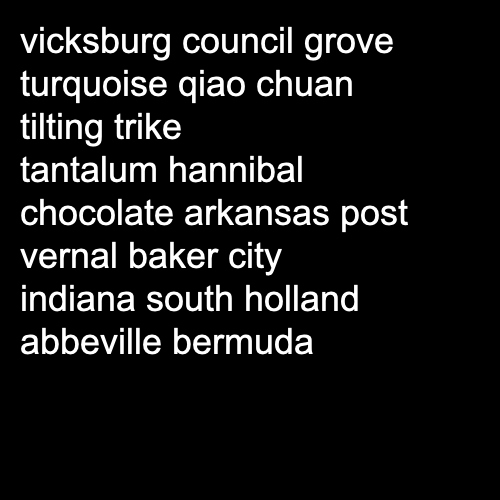 vicksburg council grove
turquoise qiao chuan
tilting trike
tantalum hannibal
chocolate arkansas post
vernal baker city
indiana south holland
abbeville bermuda